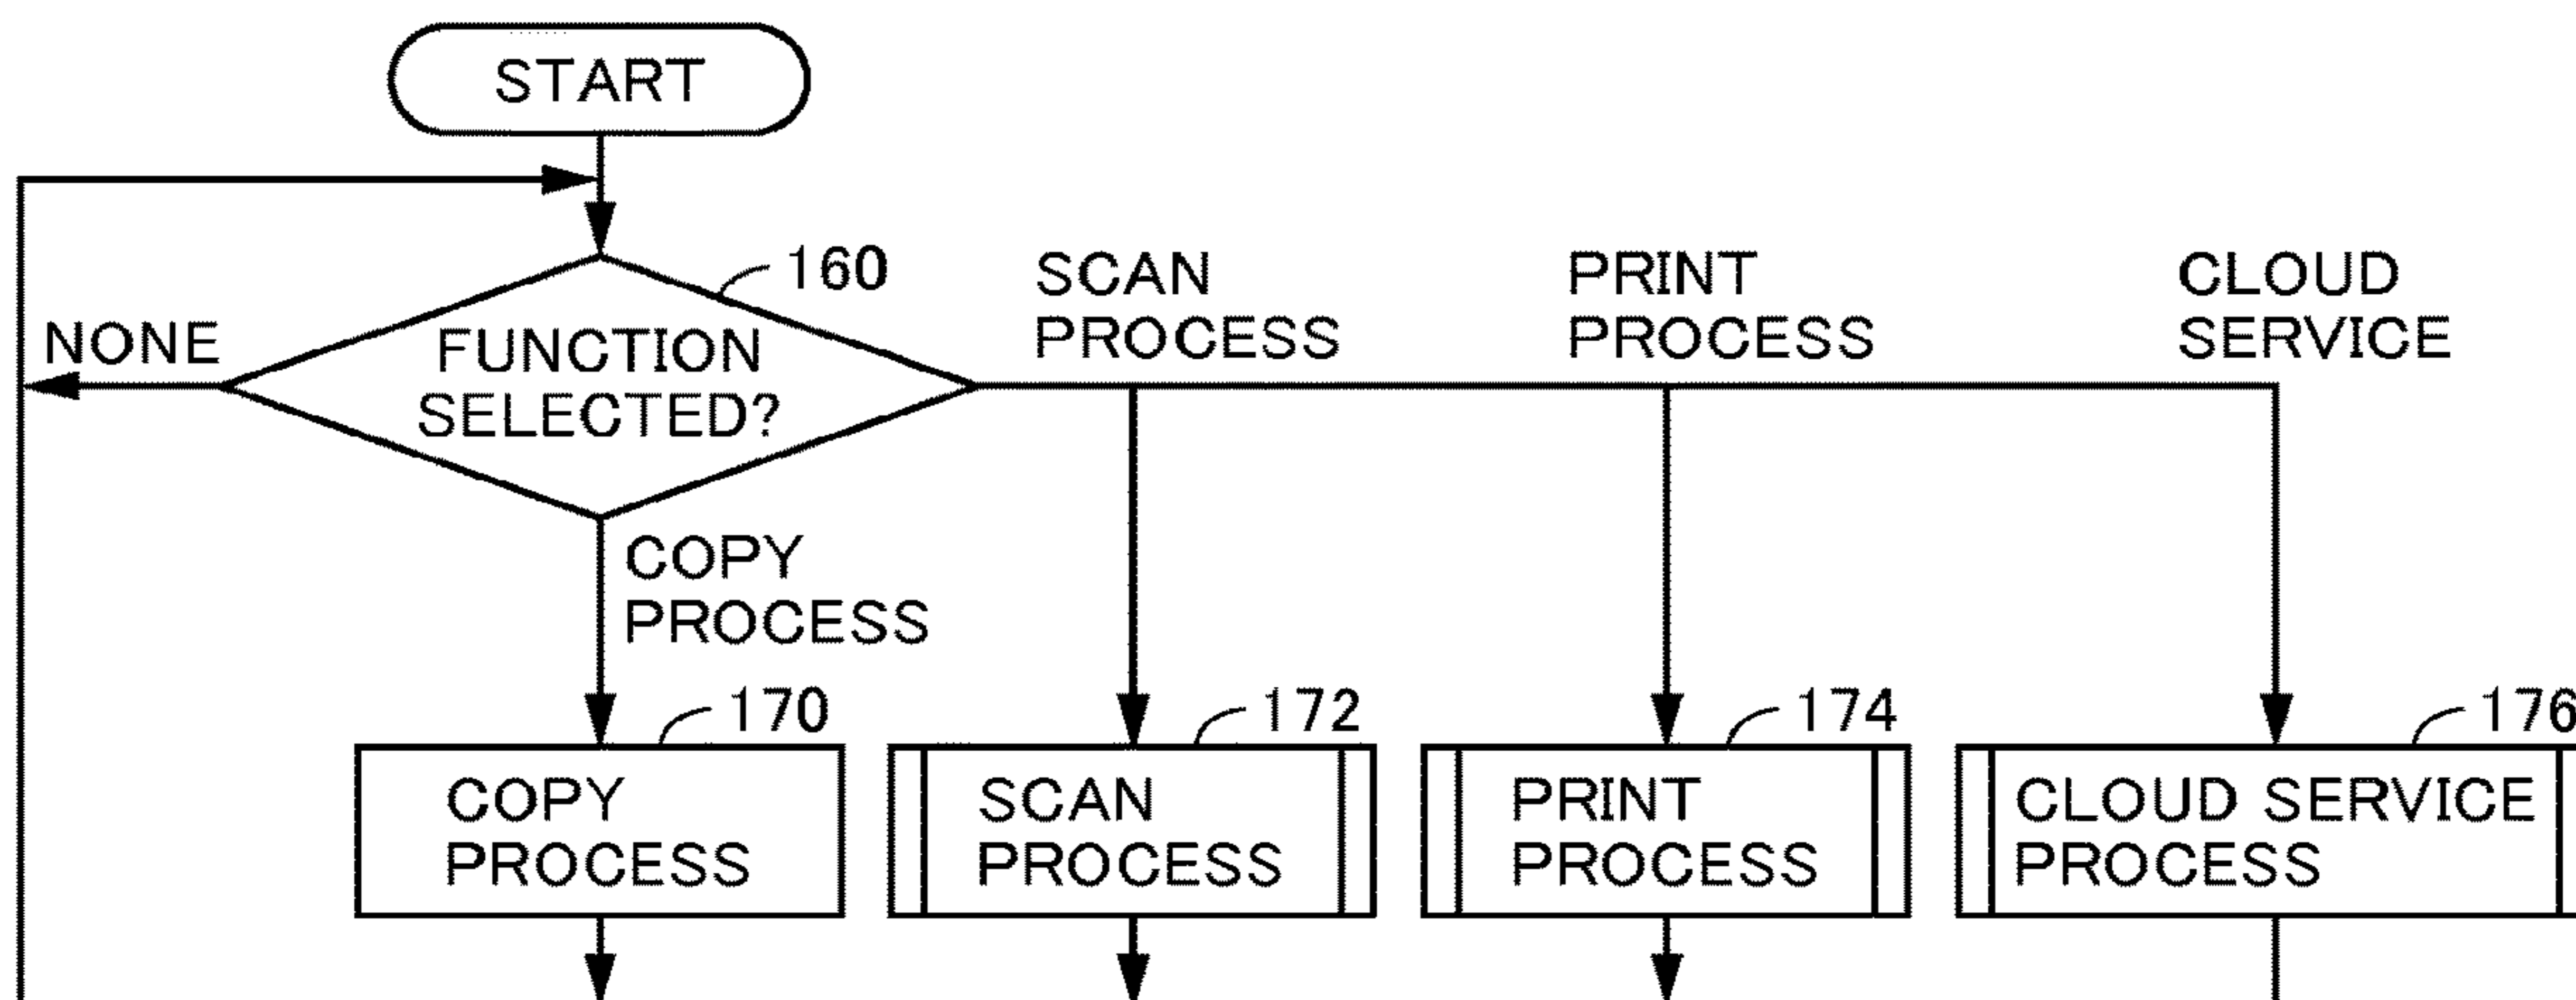 START
160
NONE
FUNCTION
SELECTED?
SCAN
PROCESS
PRINT
PROCESS
CLOUD
SERVICE
COPY
PROCESS
170
172
174
176
COPY
PROCESS
SCAN
PROCESS
PRINT
PROCESS
CLOUD SERVICE
PROCESS